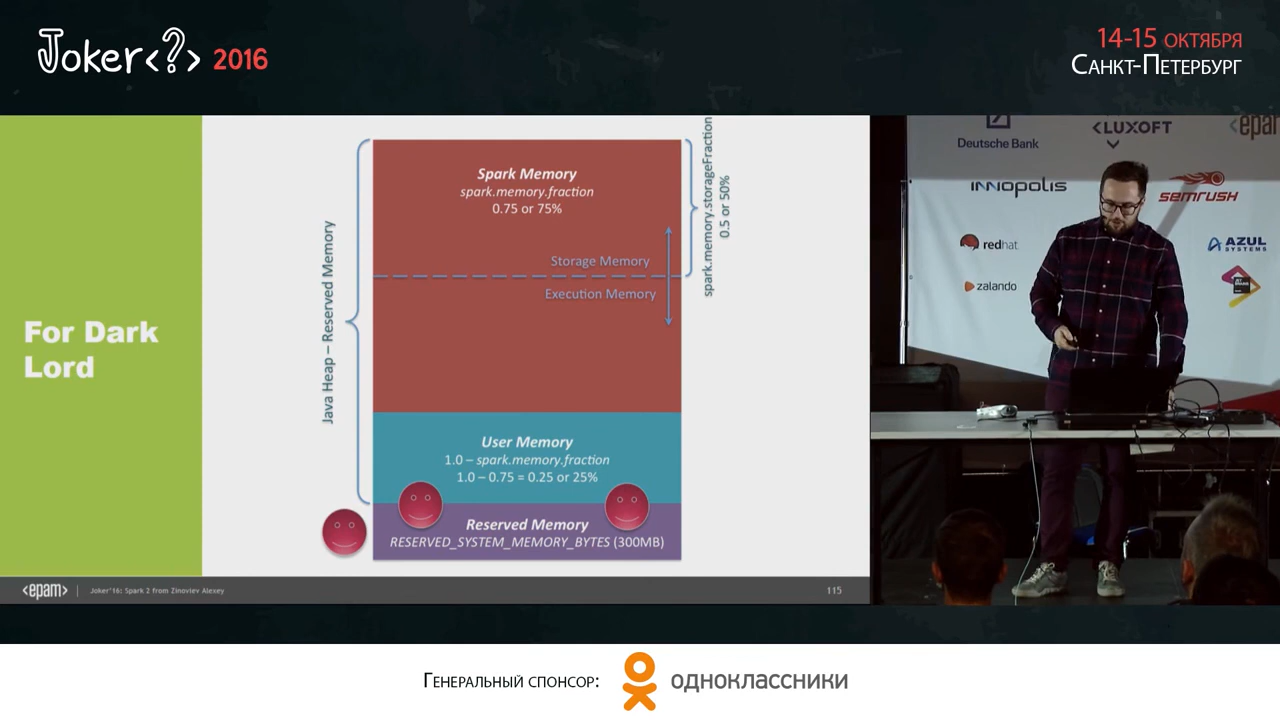 Joker<?> 2016
14-15 октября
Санкт-Петербург
For Dark
Lord
Java Heap – Reserved Memory
Spark Memory
spark.memory.fraction
0.75 or 75%
Storage Memory
Execution Memory
spark.memory.storageFraction
0.5 or 50%
User Memory
1.0 – spark.memory.fraction
1.0 – 0.75 = 0.25 or 25%
Reserved Memory
RESERVED_SYSTEM_MEMORY_BYTES (300MB)
<epam>
Joker'16: Spark 2 from Zinoviev Alexey
115
Deutsche Bank
<LUXOFT
<epam
INNOPOLIS
SEMRUSH
redhat
AZUL
SYSTEMS
zalando
Генеральный спонсор:
одноклассники